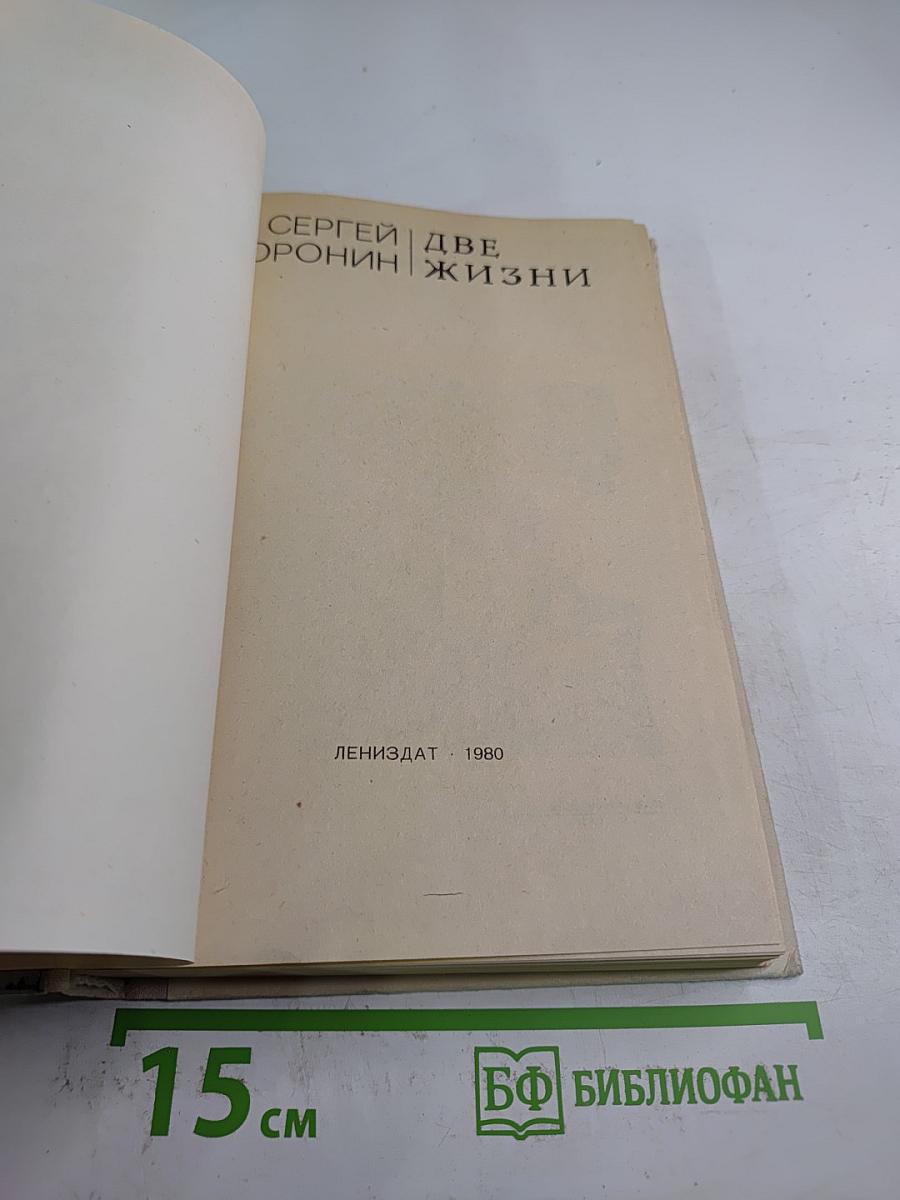 СЕРГЕЙ
ОРОНИН
ДВЕ
ЖИЗНИ
ЛЕНИЗДАТ · 1980
15 см
БФ БИБЛИОФАН